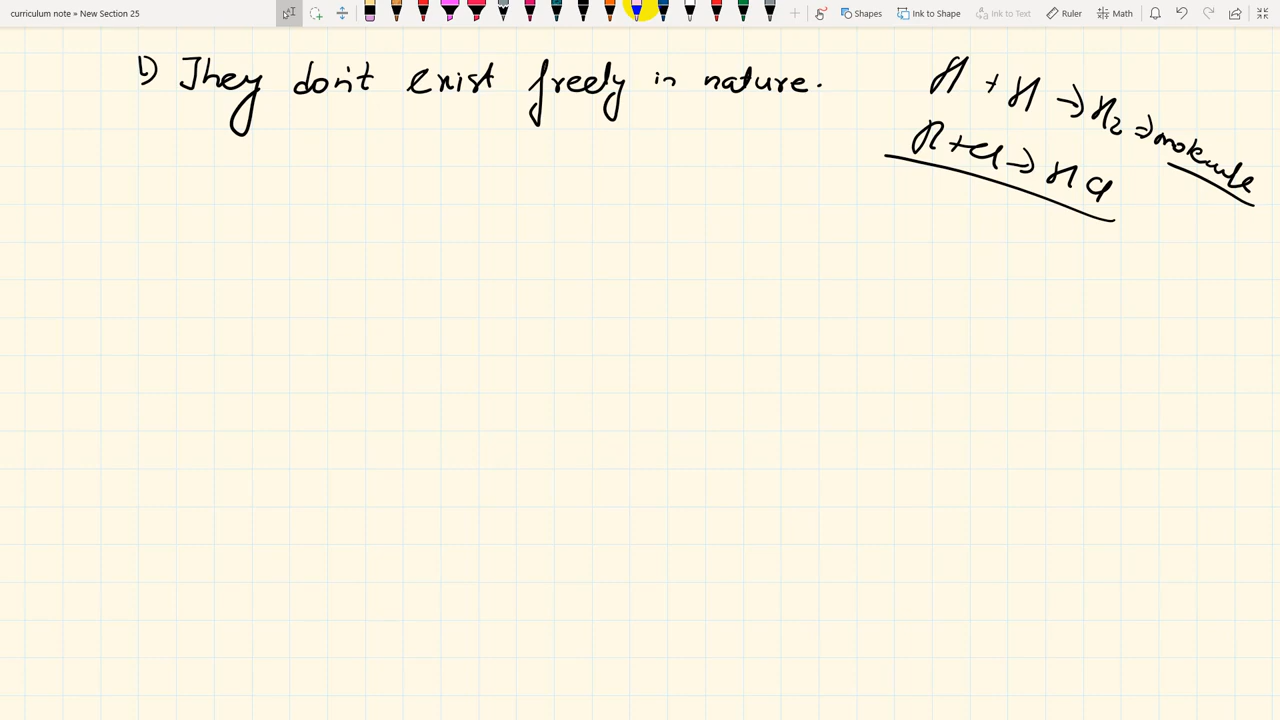 curriculum note » New Section 25
Shapes Ink to Shape Ink to Text Ruler Math
1) They don't exist freely in nature.
H + H → H2 ⇒ molecule
H + Cl → H Cl